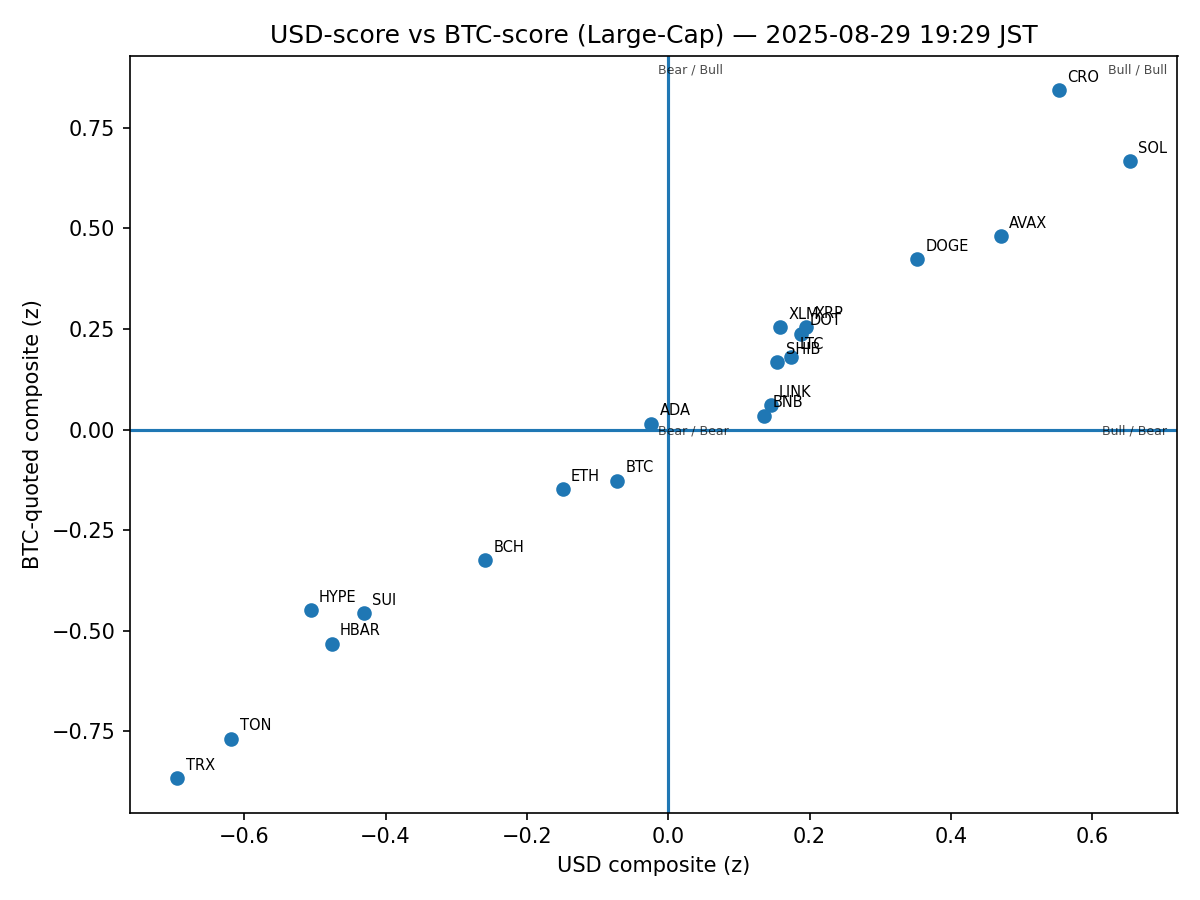 USD-score vs BTC-score (Large-Cap) — 2025-08-29 19:29 JST
Bear / Bull
Bull / Bull
CRO
SOL
AVAX
DOGE
XLM
XRP
DOT
LTC
SHIB
LINK
BNB
ADA
Bear / Bear
Bull / Bear
BTC
ETH
BCH
HYPE
SUI
HBAR
TON
TRX
0.75
0.50
0.25
0.00
−0.25
−0.50
−0.75
BTC-quoted composite (z)
−0.6
−0.4
−0.2
0.0
0.2
0.4
0.6
USD composite (z)